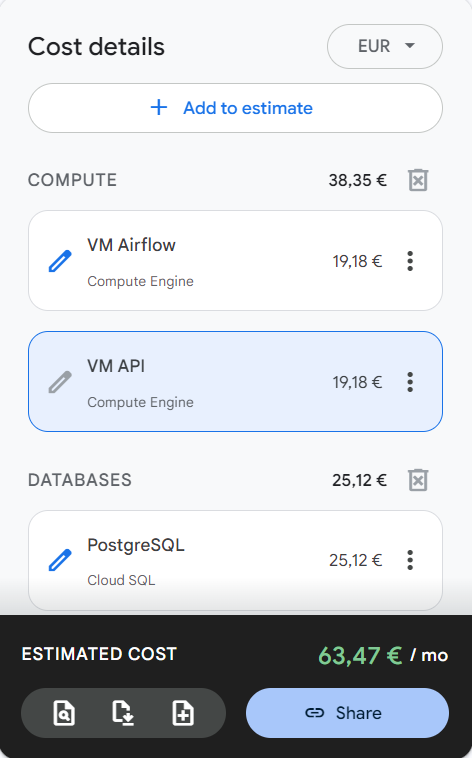 Cost details
EUR
Add to estimate
COMPUTE 38,35 €
VM Airflow
19,18 €
Compute Engine
VM API
19,18 €
Compute Engine
DATABASES 25,12 €
PostgreSQL
25,12 €
Cloud SQL
ESTIMATED COST 63,47 € / mo
Share